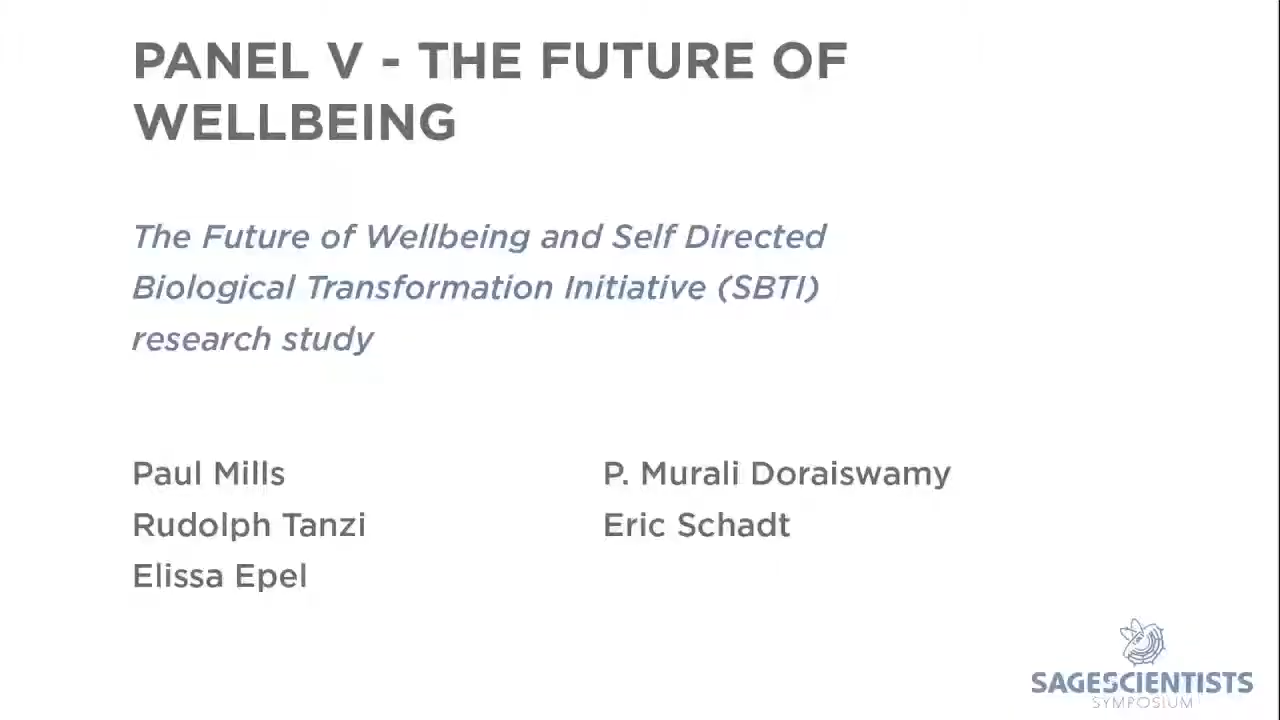 PANEL V - THE FUTURE OF
WELLBEING
The Future of Wellbeing and Self Directed
Biological Transformation Initiative (SBTI)
research study
Paul Mills
Rudolph Tanzi
Elissa Epel
P. Murali Doraiswamy
Eric Schadt
SAGESCIENTISTS
SYMPOSIUM